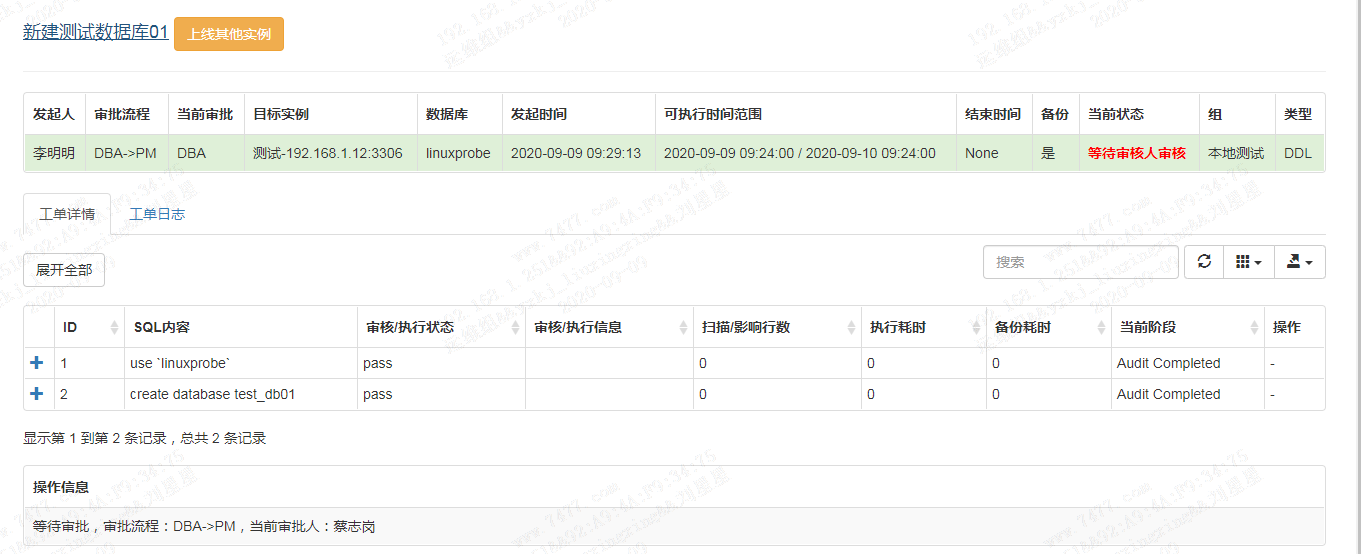 新建测试数据库01 上线其他实例
发起人 审批流程 当前审批 目标实例 数据库 发起时间 可执行时间范围 结束时间 备份 当前状态 组 类型
李明明 DBA->PM DBA 测试-192.168.1.12:3306 linuxprobe 2020-09-09 09:29:13 2020-09-09 09:24:00 / 2020-09-10 09:24:00 None 是 等待审核人审核 本地测试 DDL
工单详情 工单日志
展开全部 搜索
ID SQL内容 审核/执行状态 审核/执行信息 扫描/影响行数 执行耗时 备份耗时 当前阶段 操作
1 use `linuxprobe` pass 0 0 0 Audit Completed -
2 create database test_db01 pass 0 0 0 Audit Completed -
显示第 1 到第 2 条记录，总共 2 条记录
操作信息
等待审批，审批流程：DBA->PM，当前审批人：蔡志岗